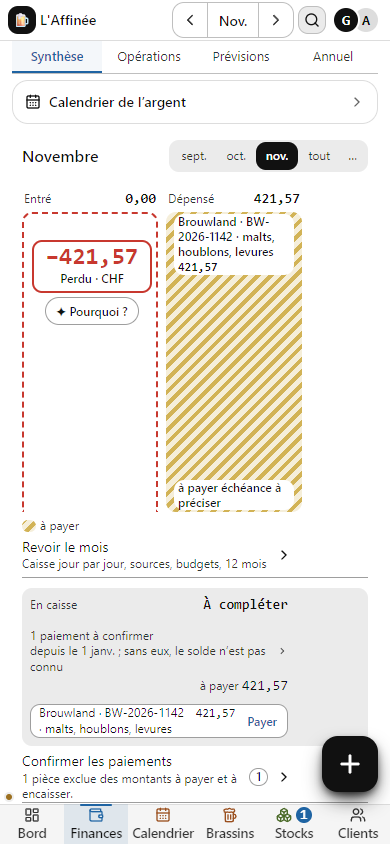 L'Affinée
Nov.
G
A
Synthèse
Opérations
Prévisions
Annuel
Calendrier de l'argent
Novembre
sept.
oct.
nov.
tout
...
Entré
0,00
Dépensé
421,57
−421,57
Perdu · CHF
✦ Pourquoi ?
Brouwland · BW-
2026-1142 · malts,
houblons, levures
421,57
à payer échéance à
préciser
à payer
Revoir le mois
Caisse jour par jour, sources, budgets, 12 mois
En caisse
À compléter
1 paiement à confirmer
depuis le 1 janv. ; sans eux, le solde n'est pas
connu
à payer 421,57
Brouwland · BW-2026-1142
421,57
· malts, houblons, levures
Payer
Confirmer les paiements
1 pièce exclue des montants à payer et à
encaisser.
1
Bord
Finances
Calendrier
Brassins
Stocks
1
Clients